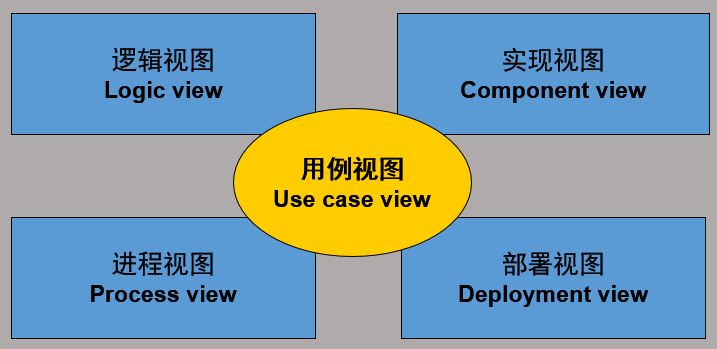 逻辑视图
Logic view
实现视图
Component view
用例视图
Use case view
进程视图
Process view
部署视图
Deployment view